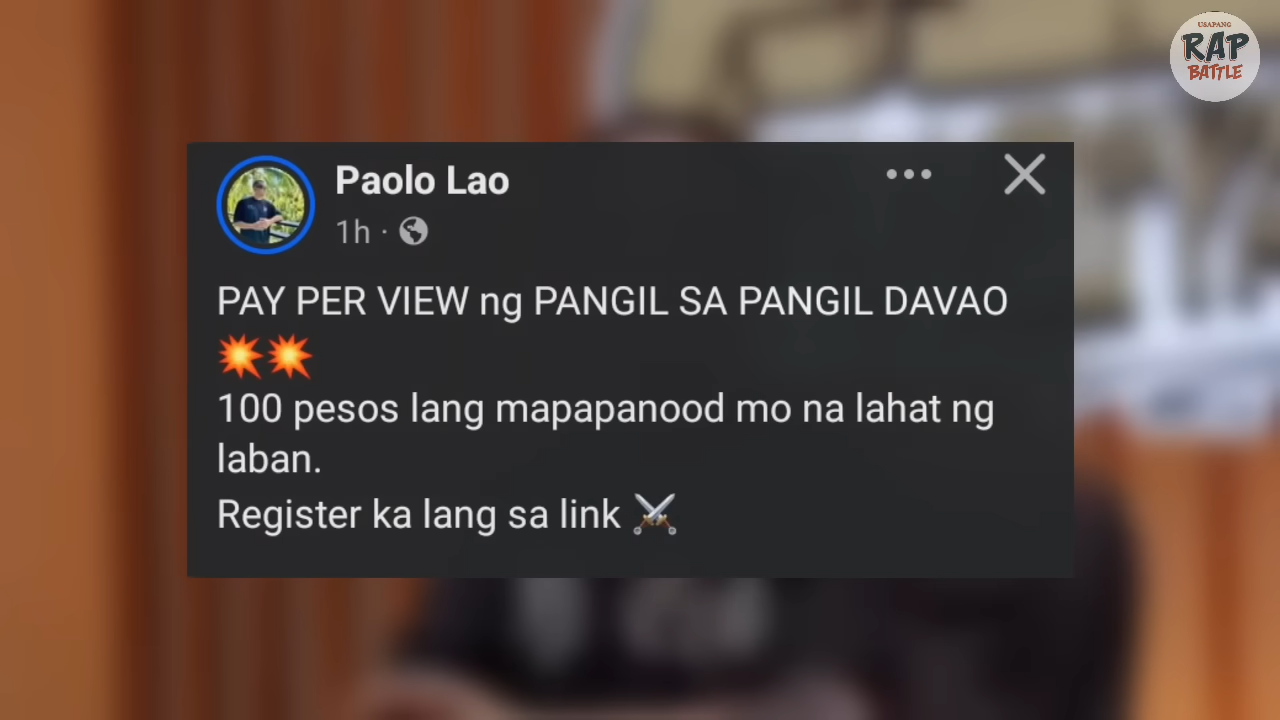 USAPANG
RAP
BATTLE
Paolo Lao
1h ·
PAY PER VIEW ng PANGIL SA PANGIL DAVAO
💥💥
100 pesos lang mapapanood mo na lahat ng
laban.
Register ka lang sa link ⚔️